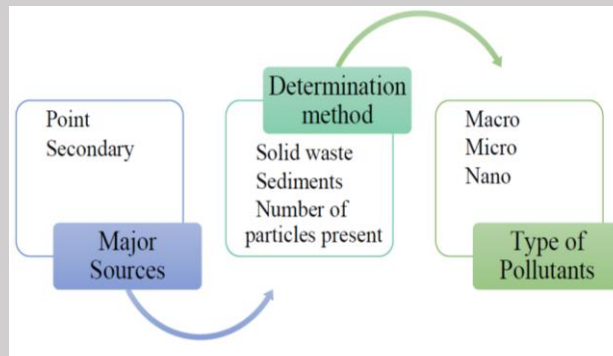 Point
Secondary
Major
Sources
Determination
method
Solid waste
Sediments
Number of
particles present
Macro
Micro
Nano
Type of
Pollutants